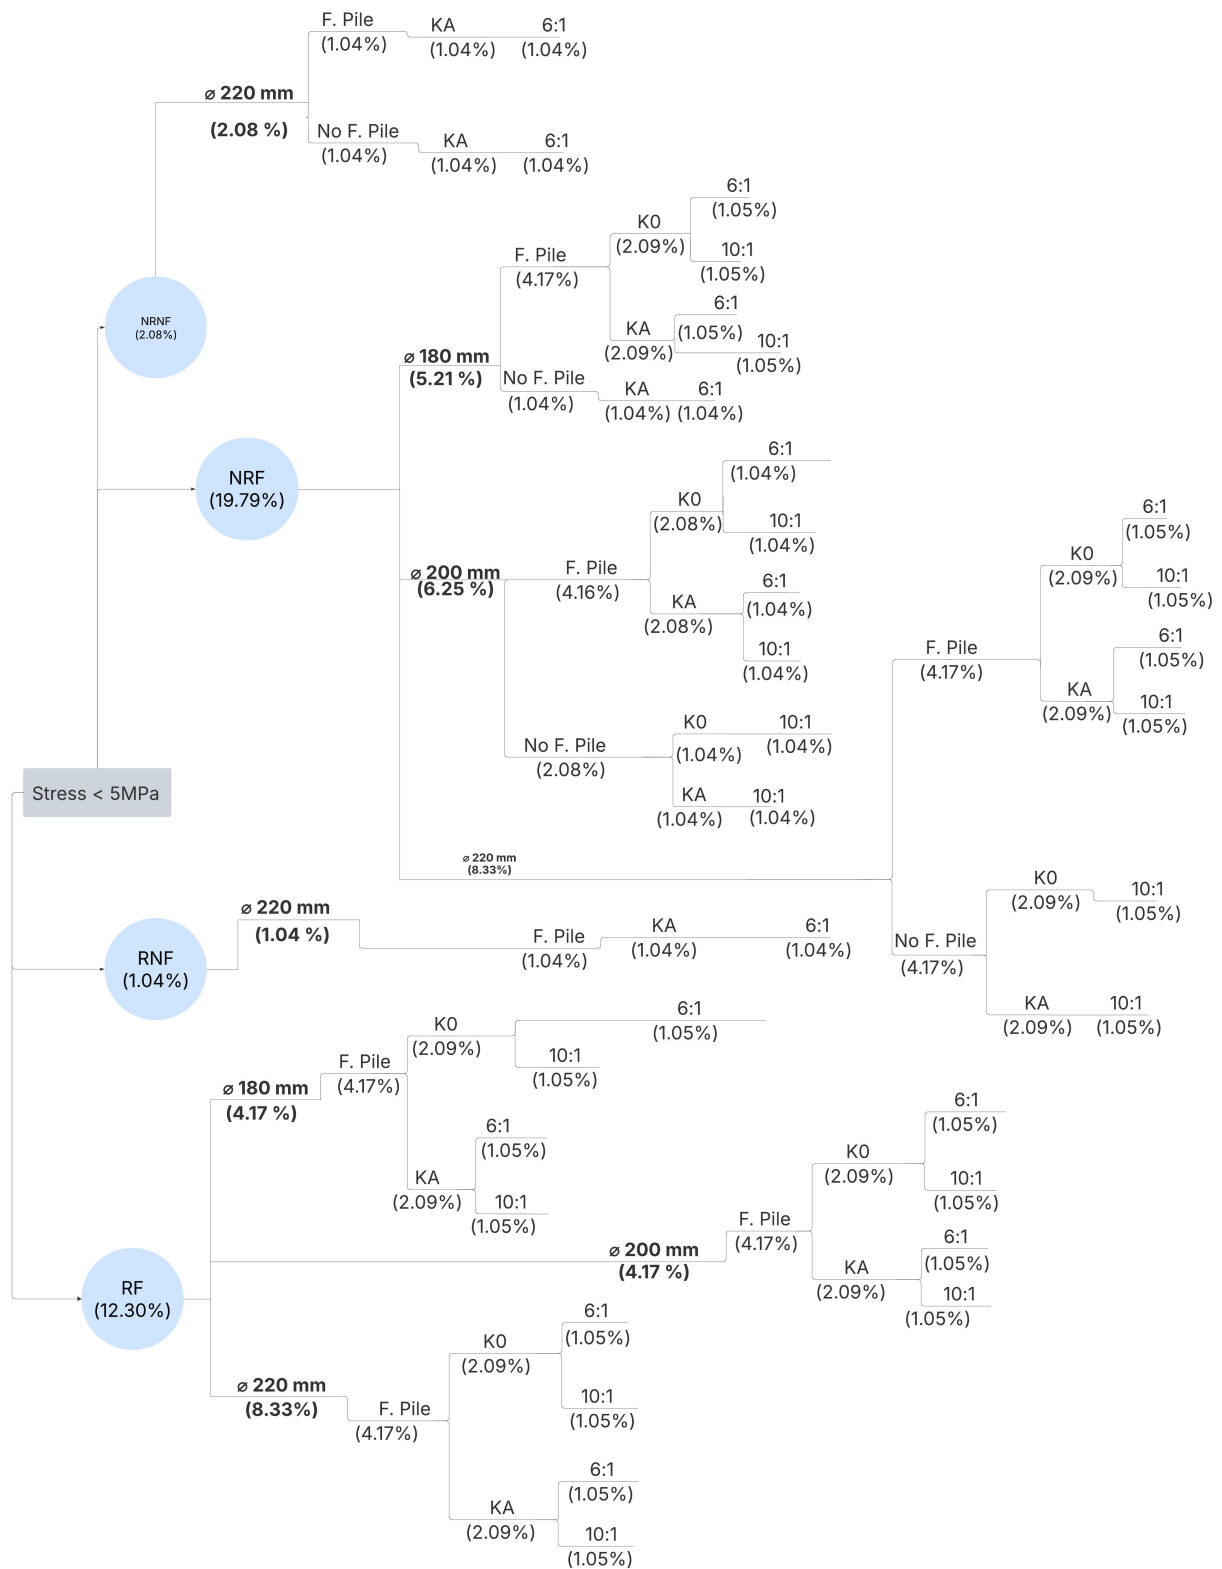 F. Pile
(1.04%)
KA
(1.04%)
6:1
(1.04%)
⌀ 220 mm
(2.08 %)
No F. Pile
(1.04%)
KA
(1.04%)
6:1
(1.04%)
NRNF
(2.08%)
NRF
(19.79%)
⌀ 180 mm
(5.21 %)
F. Pile
(4.17%)
K0
(2.09%)
6:1
(1.05%)
10:1
(1.05%)
KA
(2.09%)
6:1
(1.05%)
10:1
(1.05%)
No F. Pile
(1.04%)
KA
(1.04%)
6:1
(1.04%)
⌀ 200 mm
(6.25 %)
F. Pile
(4.16%)
K0
(2.08%)
6:1
(1.04%)
10:1
(1.04%)
KA
(2.08%)
6:1
(1.04%)
10:1
(1.04%)
No F. Pile
(2.08%)
K0
(1.04%)
10:1
(1.04%)
KA
(1.04%)
10:1
(1.04%)
⌀ 220 mm
(8.33%)
F. Pile
(4.17%)
K0
(2.09%)
6:1
(1.05%)
10:1
(1.05%)
KA
(2.09%)
6:1
(1.05%)
10:1
(1.05%)
No F. Pile
(4.17%)
K0
(2.09%)
10:1
(1.05%)
KA
(2.09%)
10:1
(1.05%)
Stress < 5MPa
RNF
(1.04%)
⌀ 220 mm
(1.04 %)
F. Pile
(1.04%)
KA
(1.04%)
6:1
(1.04%)
RF
(12.30%)
⌀ 180 mm
(4.17 %)
F. Pile
(4.17%)
K0
(2.09%)
6:1
(1.05%)
10:1
(1.05%)
KA
(2.09%)
6:1
(1.05%)
10:1
(1.05%)
⌀ 200 mm
(4.17 %)
F. Pile
(4.17%)
K0
(2.09%)
6:1
(1.05%)
10:1
(1.05%)
KA
(2.09%)
6:1
(1.05%)
10:1
(1.05%)
⌀ 220 mm
(8.33%)
F. Pile
(4.17%)
K0
(2.09%)
6:1
(1.05%)
10:1
(1.05%)
KA
(2.09%)
6:1
(1.05%)
10:1
(1.05%)